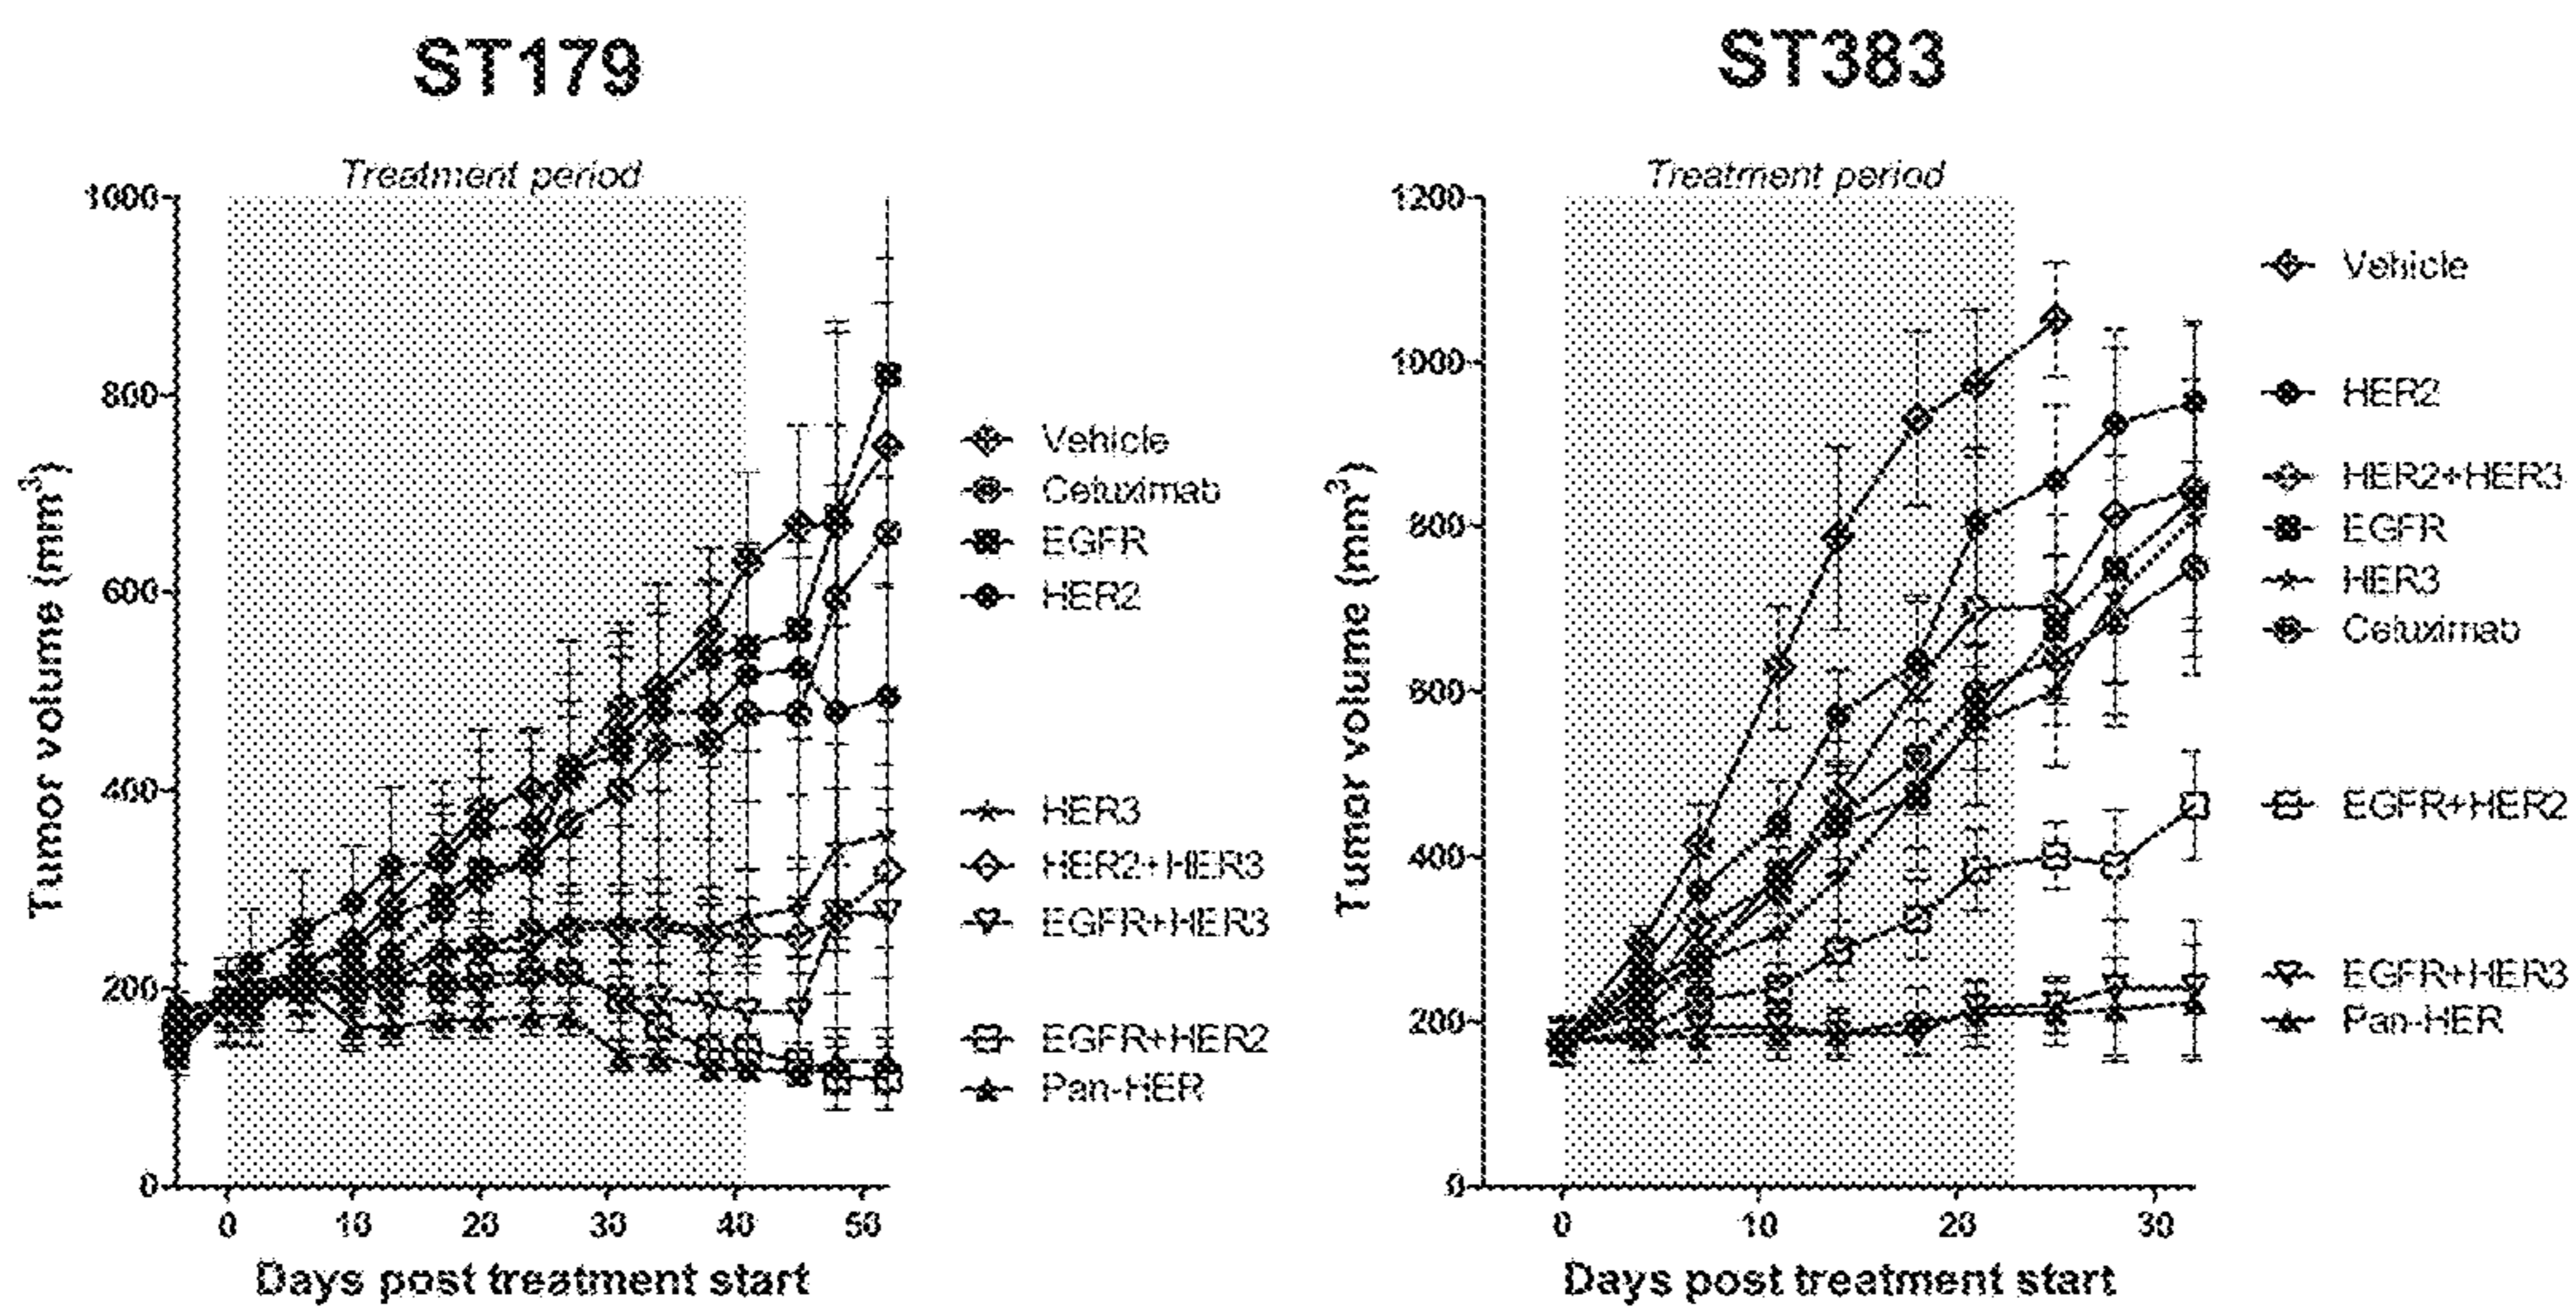 ST179
Treatment period
1000
800
600
400
200
0
0 10 20 30 40 50
Tumor volume (mm³)
Days post treatment start
Vehicle
Cetuximab
EGFR
HER2
HER3
HER2+HER3
EGFR+HER3
EGFR+HER2
Pan-HER
ST383
Treatment period
1200
1000
800
600
400
200
0
0 10 20 30
Tumor volume (mm³)
Days post treatment start
Vehicle
HER2
HER2+HER3
EGFR
HER3
Cetuximab
EGFR+HER2
EGFR+HER3
Pan-HER